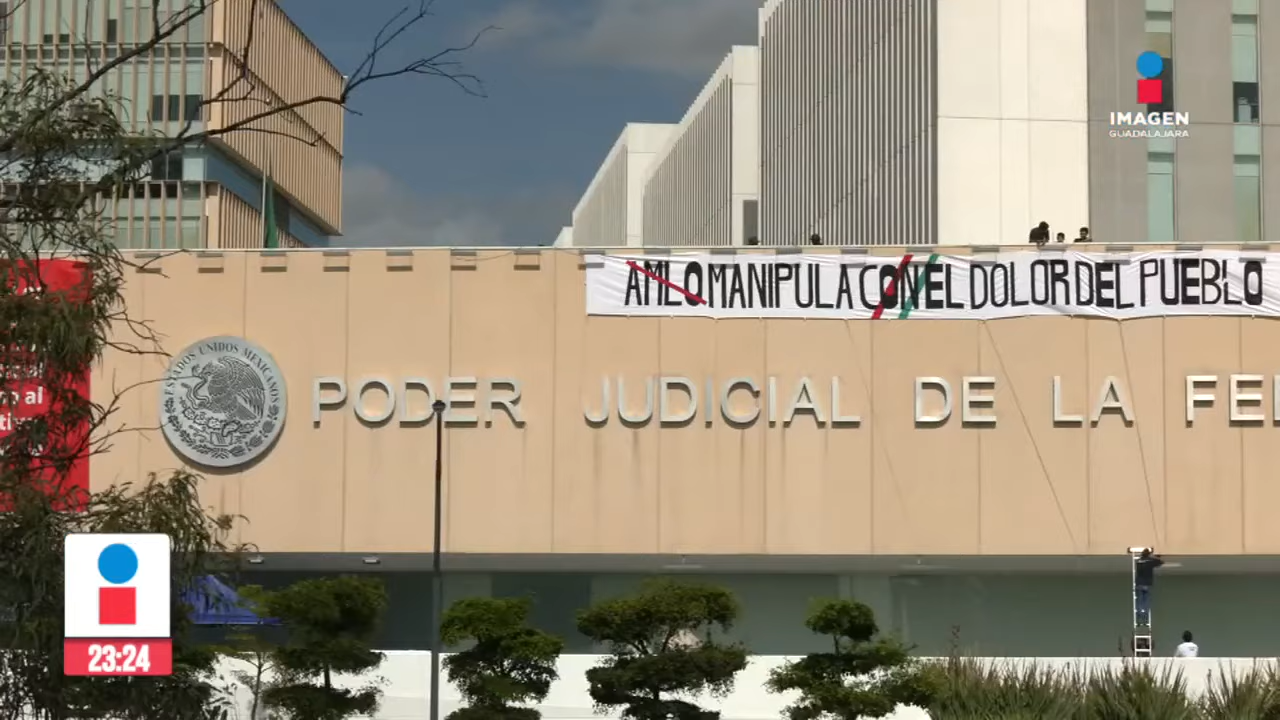 IMAGEN
GUADALAJARA
AMLO MANIPULA CON EL DOLOR DEL PUEBLO
ESTADOS UNIDOS MEXICANOS
PODER JUDICIAL DE LA FE
al
23:24